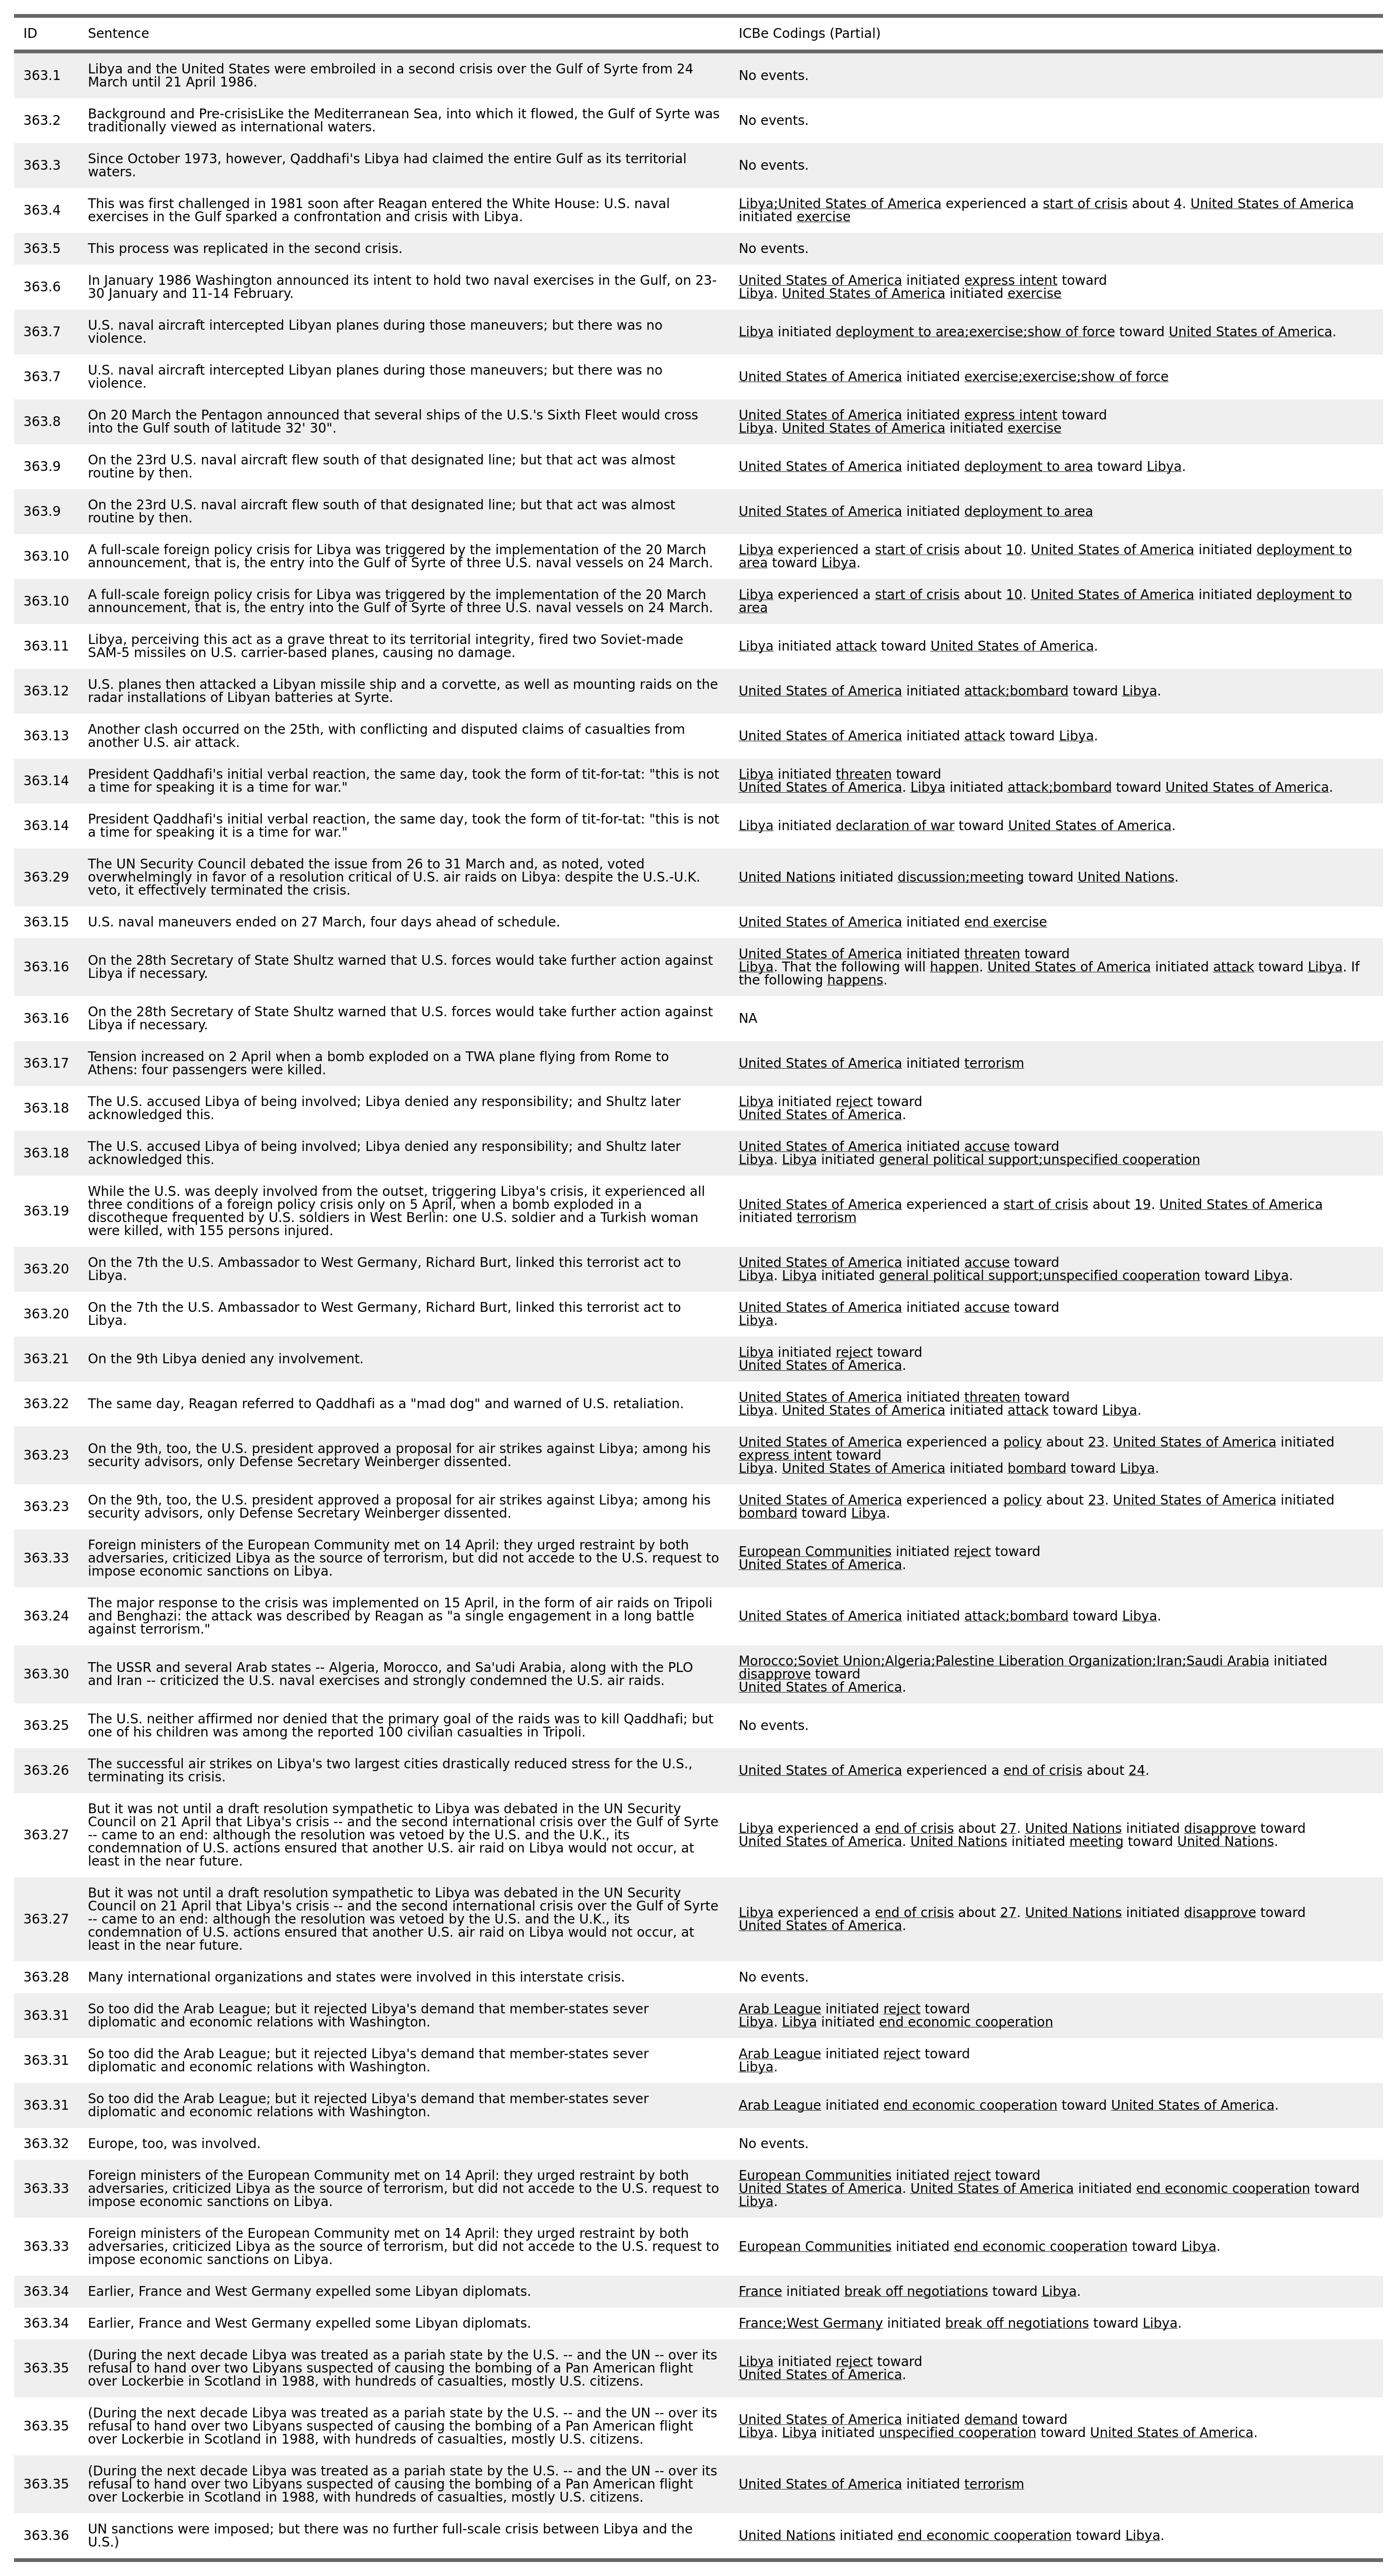 ID Sentence ICBe Codings (Partial)
363.1 Libya and the United States were embroiled in a second crisis over the Gulf of Syrte from 24 No events.
March until 21 April 1986.
363.2 Background and Pre-crisisLike the Mediterranean Sea, into which it flowed, the Gulf of Syrte was No events.
traditionally viewed as international waters.
363.3 Since October 1973, however, Qaddhafi's Libya had claimed the entire Gulf as its territorial No events.
waters.
363.4 This was first challenged in 1981 soon after Reagan entered the White House: U.S. naval Libya;United States of America experienced a start of crisis about 4. United States of America
exercises in the Gulf sparked a confrontation and crisis with Libya. initiated exercise
363.5 This process was replicated in the second crisis. No events.
363.6 In January 1986 Washington announced its intent to hold two naval exercises in the Gulf, on 23- United States of America initiated express intent toward
30 January and 11-14 February. Libya. United States of America initiated exercise
363.7 U.S. naval aircraft intercepted Libyan planes during those maneuvers; but there was no Libya initiated deployment to area;exercise;show of force toward United States of America.
violence.
363.7 U.S. naval aircraft intercepted Libyan planes during those maneuvers; but there was no United States of America initiated exercise;exercise;show of force
violence.
363.8 On 20 March the Pentagon announced that several ships of the U.S.'s Sixth Fleet would cross United States of America initiated express intent toward
into the Gulf south of latitude 32' 30". Libya. United States of America initiated exercise
363.9 On the 23rd U.S. naval aircraft flew south of that designated line; but that act was almost United States of America initiated deployment to area toward Libya.
routine by then.
363.9 On the 23rd U.S. naval aircraft flew south of that designated line; but that act was almost United States of America initiated deployment to area
routine by then.
363.10 A full-scale foreign policy crisis for Libya was triggered by the implementation of the 20 March Libya experienced a start of crisis about 10. United States of America initiated deployment to
announcement, that is, the entry into the Gulf of Syrte of three U.S. naval vessels on 24 March. area toward Libya.
363.10 A full-scale foreign policy crisis for Libya was triggered by the implementation of the 20 March Libya experienced a start of crisis about 10. United States of America initiated deployment to
announcement, that is, the entry into the Gulf of Syrte of three U.S. naval vessels on 24 March. area
363.11 Libya, perceiving this act as a grave threat to its territorial integrity, fired two Soviet-made Libya initiated attack toward United States of America.
SAM-5 missiles on U.S. carrier-based planes, causing no damage.
363.12 U.S. planes then attacked a Libyan missile ship and a corvette, as well as mounting raids on the United States of America initiated attack;bombard toward Libya.
radar installations of Libyan batteries at Syrte.
363.13 Another clash occurred on the 25th, with conflicting and disputed claims of casualties from United States of America initiated attack toward Libya.
another U.S. air attack.
363.14 President Qaddhafi's initial verbal reaction, the same day, took the form of tit-for-tat: "this is not Libya initiated threaten toward
a time for speaking it is a time for war." United States of America. Libya initiated attack;bombard toward United States of America.
363.14 President Qaddhafi's initial verbal reaction, the same day, took the form of tit-for-tat: "this is not Libya initiated declaration of war toward United States of America.
a time for speaking it is a time for war."
363.29 The UN Security Council debated the issue from 26 to 31 March and, as noted, voted
overwhelmingly in favor of a resolution critical of U.S. air raids on Libya: despite the U.S.-U.K. United Nations initiated discussion;meeting toward United Nations.
veto, it effectively terminated the crisis.
363.15 U.S. naval maneuvers ended on 27 March, four days ahead of schedule. United States of America initiated end exercise
363.16 On the 28th Secretary of State Shultz warned that U.S. forces would take further action against United States of America initiated threaten toward
Libya if necessary. Libya. That the following will happen. United States of America initiated attack toward Libya. If
the following happens.
363.16 On the 28th Secretary of State Shultz warned that U.S. forces would take further action against NA
Libya if necessary.
363.17 Tension increased on 2 April when a bomb exploded on a TWA plane flying from Rome to United States of America initiated terrorism
Athens: four passengers were killed.
363.18 The U.S. accused Libya of being involved; Libya denied any responsibility; and Shultz later Libya initiated reject toward
acknowledged this. United States of America.
363.18 The U.S. accused Libya of being involved; Libya denied any responsibility; and Shultz later United States of America initiated accuse toward
acknowledged this. Libya. Libya initiated general political support;unspecified cooperation
363.19 While the U.S. was deeply involved from the outset, triggering Libya's crisis, it experienced all
three conditions of a foreign policy crisis only on 5 April, when a bomb exploded in a United States of America experienced a start of crisis about 19. United States of America
discotheque frequented by U.S. soldiers in West Berlin: one U.S. soldier and a Turkish woman initiated terrorism
were killed, with 155 persons injured.
363.20 On the 7th the U.S. Ambassador to West Germany, Richard Burt, linked this terrorist act to United States of America initiated accuse toward
Libya. Libya. Libya initiated general political support;unspecified cooperation toward Libya.
363.20 On the 7th the U.S. Ambassador to West Germany, Richard Burt, linked this terrorist act to United States of America initiated accuse toward
Libya. Libya.
363.21 On the 9th Libya denied any involvement. Libya initiated reject toward
United States of America.
363.22 The same day, Reagan referred to Qaddhafi as a "mad dog" and warned of U.S. retaliation. United States of America initiated threaten toward
Libya. United States of America initiated attack toward Libya.
363.23 On the 9th, too, the U.S. president approved a proposal for air strikes against Libya; among his United States of America experienced a policy about 23. United States of America initiated
security advisors, only Defense Secretary Weinberger dissented. express intent toward
Libya. United States of America initiated bombard toward Libya.
363.23 On the 9th, too, the U.S. president approved a proposal for air strikes against Libya; among his United States of America experienced a policy about 23. United States of America initiated
security advisors, only Defense Secretary Weinberger dissented. bombard toward Libya.
363.33 Foreign ministers of the European Community met on 14 April: they urged restraint by both European Communities initiated reject toward
adversaries, criticized Libya as the source of terrorism, but did not accede to the U.S. request to United States of America.
impose economic sanctions on Libya.
363.24 The major response to the crisis was implemented on 15 April, in the form of air raids on Tripoli
and Benghazi: the attack was described by Reagan as "a single engagement in a long battle United States of America initiated attack;bombard toward Libya.
against terrorism."
363.30 The USSR and several Arab states -- Algeria, Morocco, and Sa'udi Arabia, along with the PLO Morocco;Soviet Union;Algeria;Palestine Liberation Organization;Iran;Saudi Arabia initiated
and Iran -- criticized the U.S. naval exercises and strongly condemned the U.S. air raids. disapprove toward
United States of America.
363.25 The U.S. neither affirmed nor denied that the primary goal of the raids was to kill Qaddhafi; but No events.
one of his children was among the reported 100 civilian casualties in Tripoli.
363.26 The successful air strikes on Libya's two largest cities drastically reduced stress for the U.S., United States of America experienced a end of crisis about 24.
terminating its crisis.
363.27 But it was not until a draft resolution sympathetic to Libya was debated in the UN Security
Council on 21 April that Libya's crisis -- and the second international crisis over the Gulf of Syrte Libya experienced a end of crisis about 27. United Nations initiated disapprove toward
-- came to an end: although the resolution was vetoed by the U.S. and the U.K., its United States of America. United Nations initiated meeting toward United Nations.
condemnation of U.S. actions ensured that another U.S. air raid on Libya would not occur, at
least in the near future.
363.27 But it was not until a draft resolution sympathetic to Libya was debated in the UN Security
Council on 21 April that Libya's crisis -- and the second international crisis over the Gulf of Syrte Libya experienced a end of crisis about 27. United Nations initiated disapprove toward
-- came to an end: although the resolution was vetoed by the U.S. and the U.K., its United States of America.
condemnation of U.S. actions ensured that another U.S. air raid on Libya would not occur, at
least in the near future.
363.28 Many international organizations and states were involved in this interstate crisis. No events.
363.31 So too did the Arab League; but it rejected Libya's demand that member-states sever Arab League initiated reject toward
diplomatic and economic relations with Washington. Libya. Libya initiated end economic cooperation
363.31 So too did the Arab League; but it rejected Libya's demand that member-states sever Arab League initiated reject toward
diplomatic and economic relations with Washington. Libya.
363.31 So too did the Arab League; but it rejected Libya's demand that member-states sever Arab League initiated end economic cooperation toward United States of America.
diplomatic and economic relations with Washington.
363.32 Europe, too, was involved. No events.
363.33 Foreign ministers of the European Community met on 14 April: they urged restraint by both European Communities initiated reject toward
adversaries, criticized Libya as the source of terrorism, but did not accede to the U.S. request to United States of America. United States of America initiated end economic cooperation toward
impose economic sanctions on Libya. Libya.
363.33 Foreign ministers of the European Community met on 14 April: they urged restraint by both
adversaries, criticized Libya as the source of terrorism, but did not accede to the U.S. request to European Communities initiated end economic cooperation toward Libya.
impose economic sanctions on Libya.
363.34 Earlier, France and West Germany expelled some Libyan diplomats. France initiated break off negotiations toward Libya.
363.34 Earlier, France and West Germany expelled some Libyan diplomats. France;West Germany initiated break off negotiations toward Libya.
363.35 (During the next decade Libya was treated as a pariah state by the U.S. -- and the UN -- over its Libya initiated reject toward
refusal to hand over two Libyans suspected of causing the bombing of a Pan American flight United States of America.
over Lockerbie in Scotland in 1988, with hundreds of casualties, mostly U.S. citizens.
363.35 (During the next decade Libya was treated as a pariah state by the U.S. -- and the UN -- over its United States of America initiated demand toward
refusal to hand over two Libyans suspected of causing the bombing of a Pan American flight Libya. Libya initiated unspecified cooperation toward United States of America.
over Lockerbie in Scotland in 1988, with hundreds of casualties, mostly U.S. citizens.
363.35 (During the next decade Libya was treated as a pariah state by the U.S. -- and the UN -- over its
refusal to hand over two Libyans suspected of causing the bombing of a Pan American flight United States of America initiated terrorism
over Lockerbie in Scotland in 1988, with hundreds of casualties, mostly U.S. citizens.
363.36 UN sanctions were imposed; but there was no further full-scale crisis between Libya and the United Nations initiated end economic cooperation toward Libya.
U.S.)